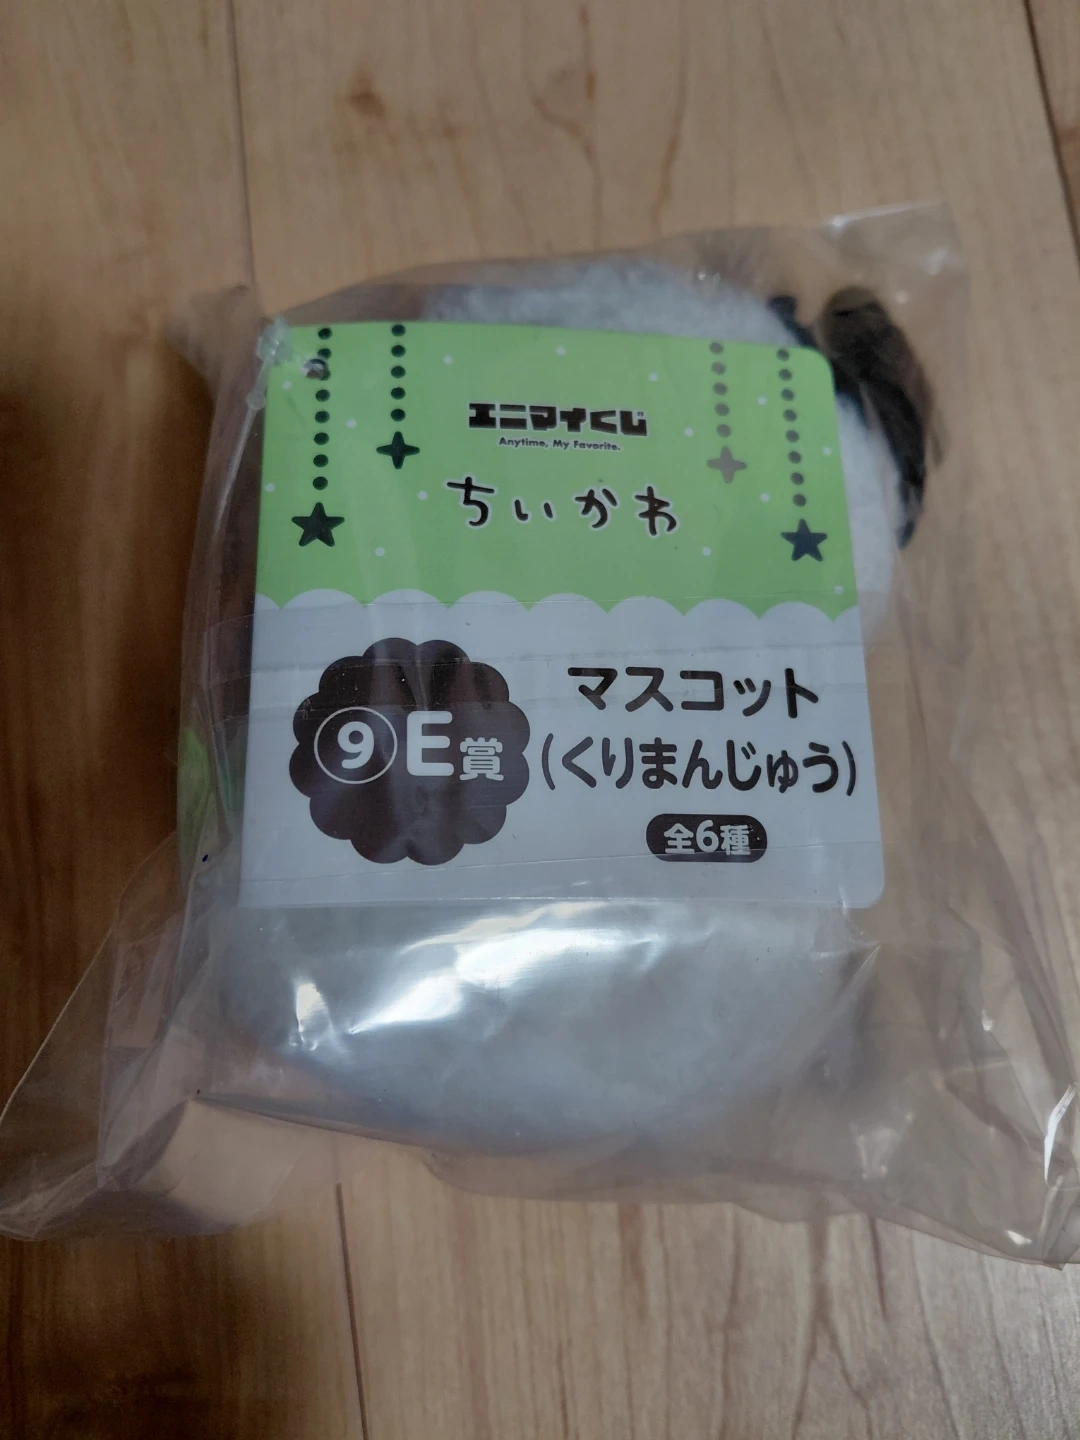 エニマイくじ
Anytime, My Favorite.
ちいかわ
⑨E賞
マスコット
(くりまんじゅう)
全6種